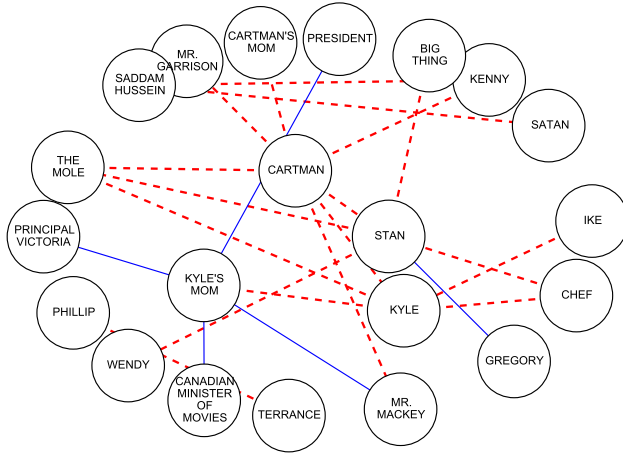 CARTMAN'S
MOM
PRESIDENT
BIG
THING
MR.
GARRISON
SADDAM
HUSSEIN
KENNY
SATAN
THE
MOLE
CARTMAN
IKE
PRINCIPAL
VICTORIA
STAN
KYLE'S
MOM
CHEF
PHILLIP
KYLE
WENDY
GREGORY
CANADIAN
MINISTER
OF
MOVIES
TERRANCE
MR.
MACKEY